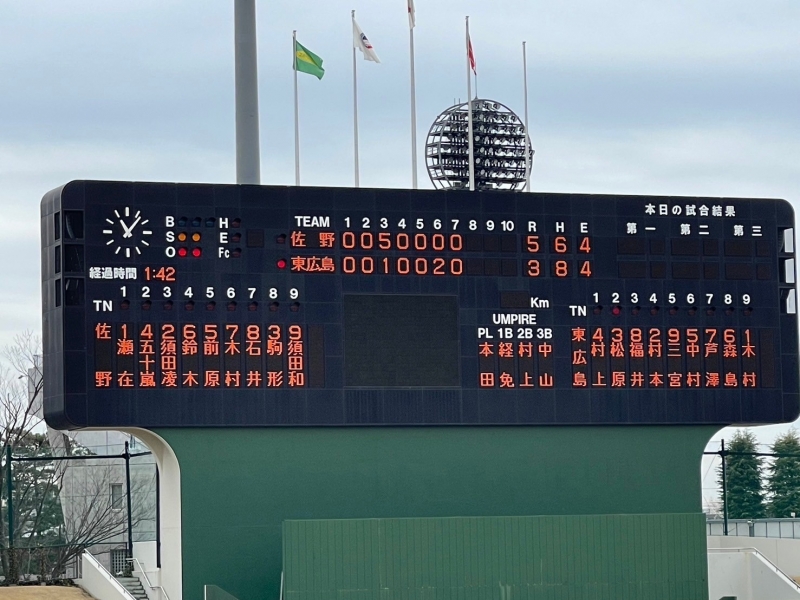 本日の試合結果
第一 第二 第三
B H
S E
O Fc
TEAM 1 2 3 4 5 6 7 8 9 10 R H E
佐野 0 0 5 0 0 0 0 5 6 4
東広島 0 0 1 0 0 2 0 3 8 4
経過時間 1:42
TN 1 2 3 4 5 6 7 8 9
佐野
1 瀬在
4 五十嵐
2 須田凌
6 鈴木
5 前原
7 木村
8 石井
3 駒形
9 須田和
Km
UMPIRE
PL 1B 2B 3B
本田
経免
村上
中山
TN 1 2 3 4 5 6 7 8 9
東広島
4 村上
3 松原
8 福井
2 村本
9 三宮
5 中村
7 戸澤
6 森島
1 木村